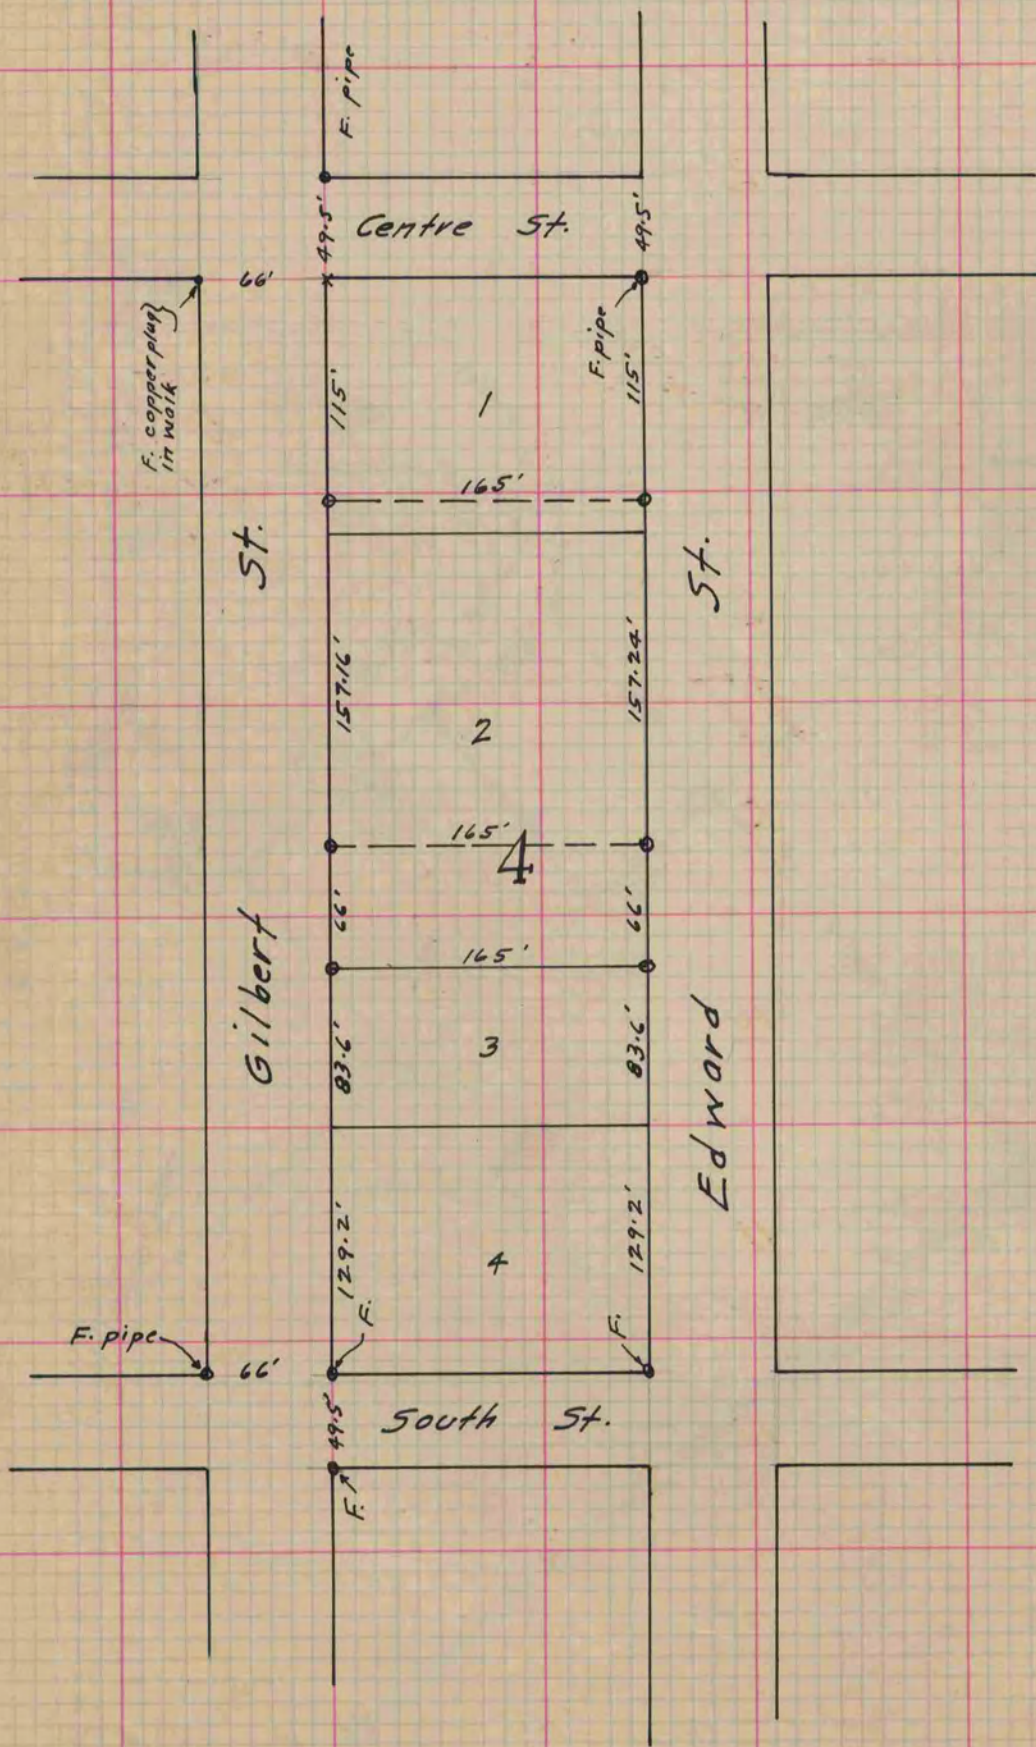 F. pipe
49.5'
Centre St.
49.5'
66'
F. copper plug}
in walk
F. pipe
115'
1
115'
165'
St.
St.
157.16'
157.24'
2
165'
4
66'
66'
165'
Gilbert
83.6'
3
83.6'
Edward
129.2'
4
129.2'
F.
F.
F. pipe
66'
49.5'
South St.
F.